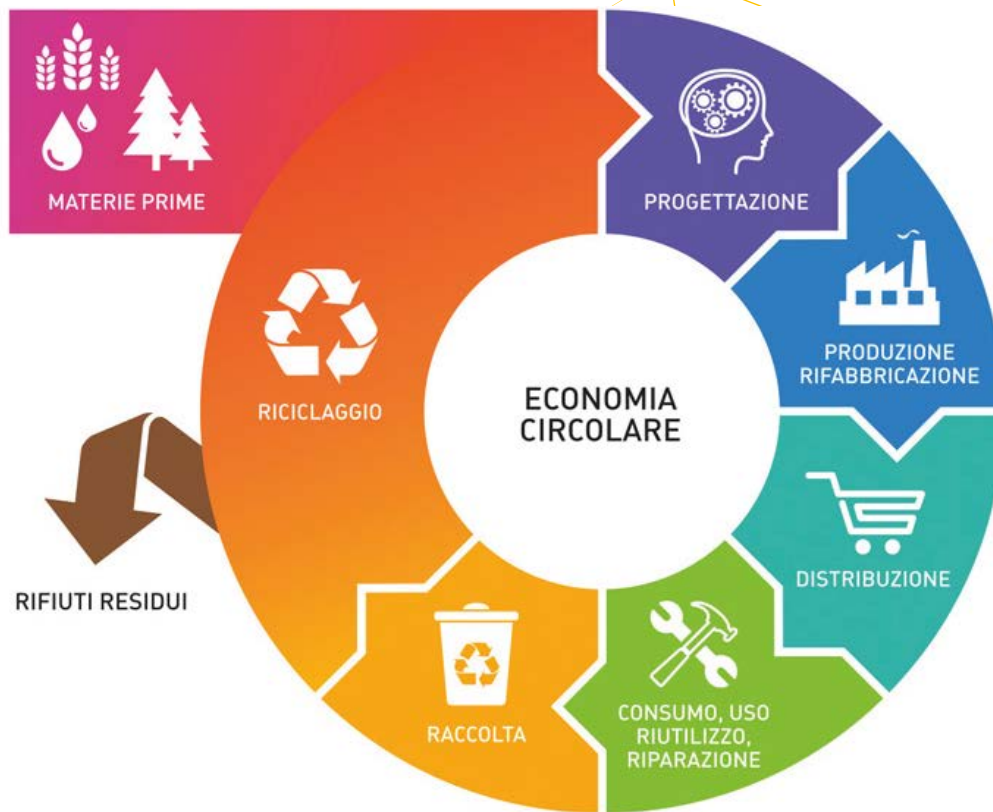 MATERIE PRIME
PROGETTAZIONE
PRODUZIONE
RIFABBRICAZIONE
RICICLAGGIO
ECONOMIA
CIRCOLARE
DISTRIBUZIONE
RIFIUTI RESIDUI
CONSUMO, USO
RIUTILIZZO,
RIPARAZIONE
RACCOLTA